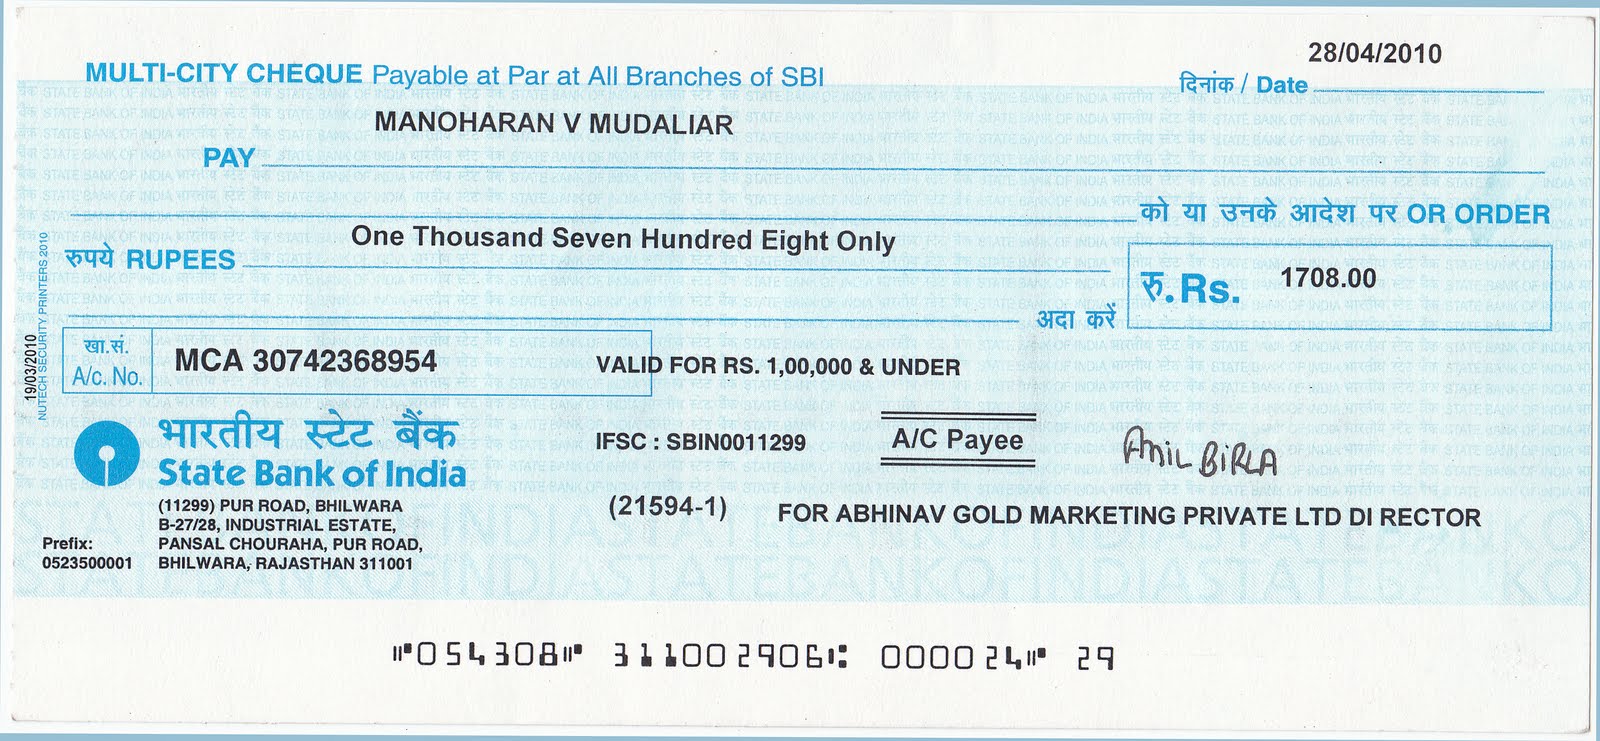 28/04/2010
MULTI-CITY CHEQUE Payable at Par at All Branches of SBI
दिनांक / Date
MANOHARAN V MUDALIAR
PAY
को या उनके आदेश पर OR ORDER
One Thousand Seven Hundred Eight Only
रुपये RUPEES
रु. Rs. 1708.00
अदा करें
खा.सं.
A/c. No.
MCA 30742368954
VALID FOR RS. 1,00,000 & UNDER
19/03/2010
NUTECH SECURITY PRINTERS 2010
भारतीय स्टेट बैंक
State Bank of India
IFSC : SBIN0011299
A/C Payee
ANIL BIRLA
(11299) PUR ROAD, BHILWARA
B-27/28, INDUSTRIAL ESTATE,
PANSAL CHOURAHA, PUR ROAD,
BHILWARA, RAJASTHAN 311001
(21594-1)
FOR ABHINAV GOLD MARKETING PRIVATE LTD DI RECTOR
Prefix:
0523500001
⑈054308⑈ 311002906⑆ 000024⑈ 29